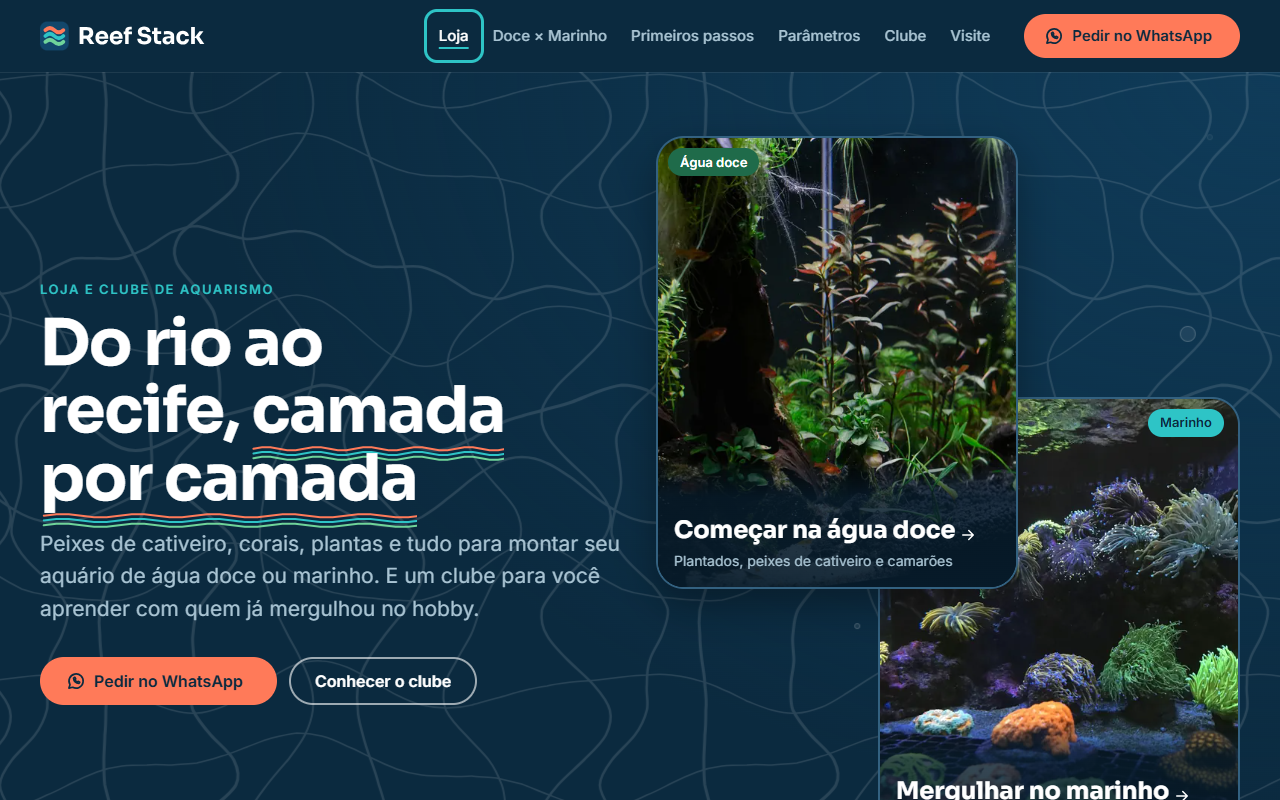 Reef Stack
Loja
Doce × Marinho
Primeiros passos
Parâmetros
Clube
Visite
Pedir no WhatsApp
LOJA E CLUBE DE AQUARISMO
Do rio ao
recife, camada
por camada
Peixes de cativeiro, corais, plantas e tudo para montar seu
aquário de água doce ou marinho. E um clube para você
aprender com quem já mergulhou no hobby.
Pedir no WhatsApp
Conhecer o clube
Água doce
Começar na água doce →
Plantados, peixes de cativeiro e camarões
Marinho
Mergulhar no marinho →